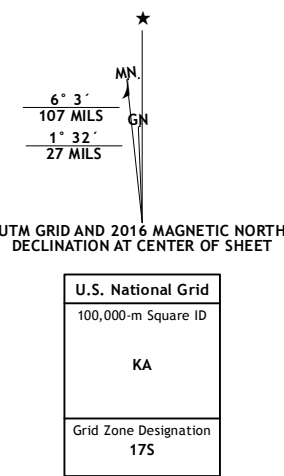 ★
MN.
GN
6° 3´
107 MILS
1° 32´
27 MILS
UTM GRID AND 2016 MAGNETIC NORTH
DECLINATION AT CENTER OF SHEET
U.S. National Grid
100,000-m Square ID
KA
Grid Zone Designation
17S